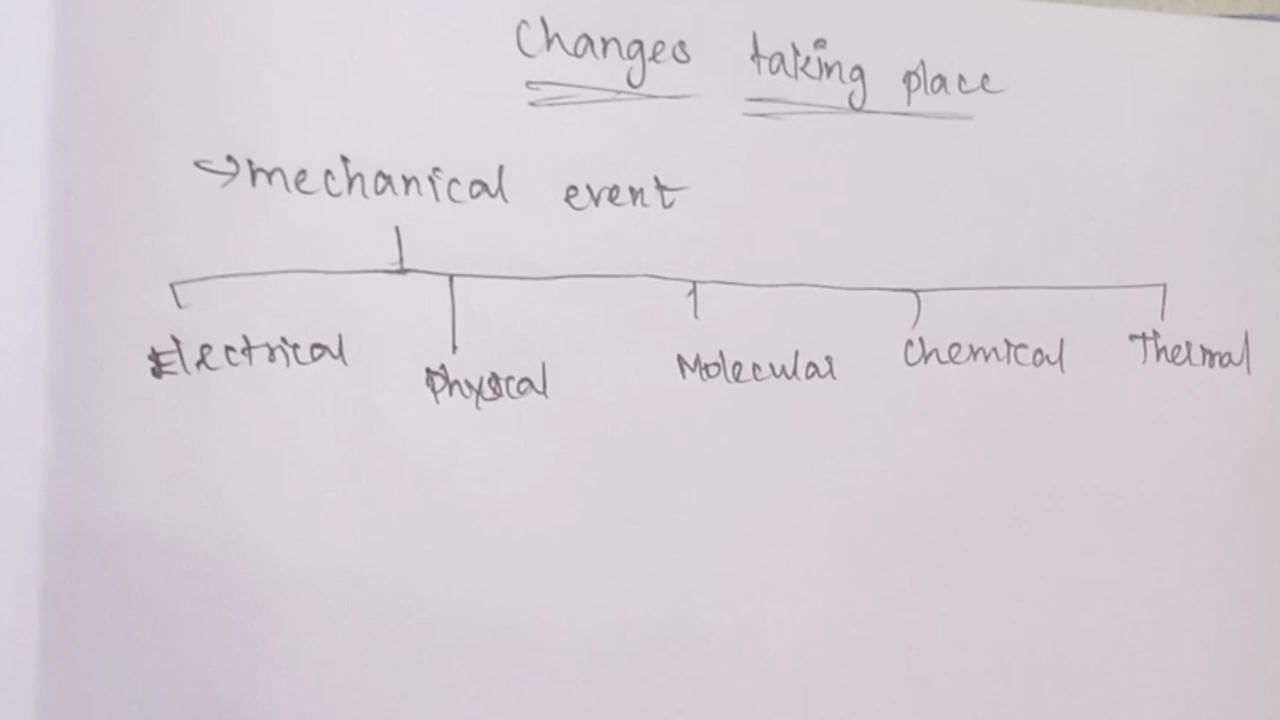 Changes taking place
→mechanical event
Electrical Physical Molecular Chemical Thermal